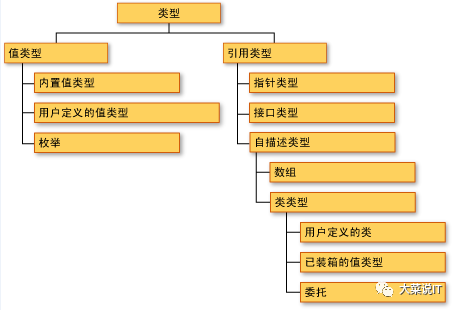 类型
值类型
内置值类型
用户定义的值类型
枚举
引用类型
指针类型
接口类型
自描述类型
数组
类类型
用户定义的类
已装箱的值类型
委托
大菜说IT